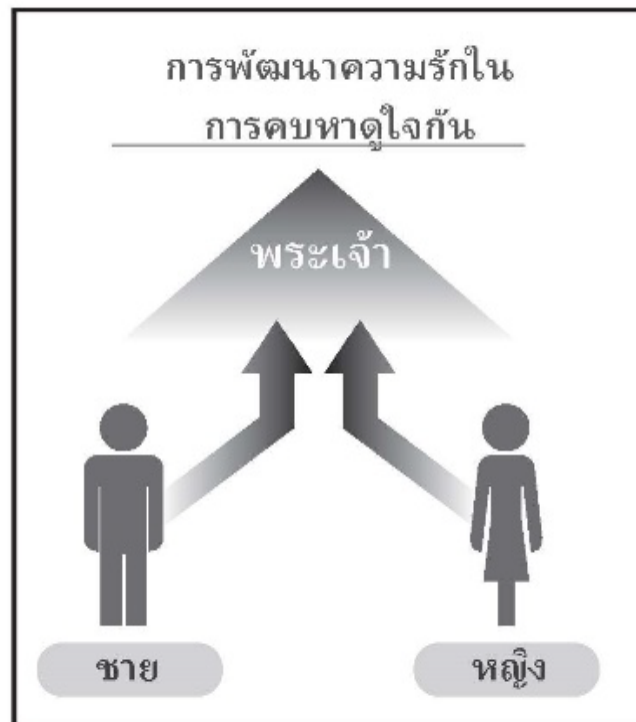 การพัฒนาความรักใน
การคบหาดูใจกัน
พระเจ้า
ชาย
หญิง